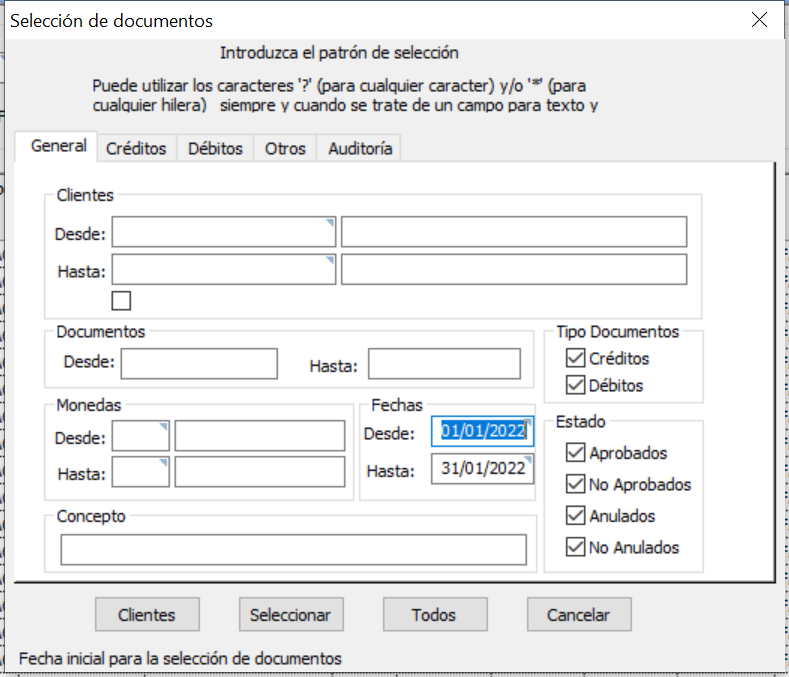 Selección de documentos
Introduzca el patrón de selección
Puede utilizar los caracteres '?' (para cualquier caracter) y/o '*' (para
cualquier hilera) siempre y cuando se trate de un campo para texto y
General Créditos Débitos Otros Auditoría
Clientes
Desde:
Hasta:
Documentos
Desde: Hasta:
Tipo Documentos
Créditos
Débitos
Monedas
Desde:
Hasta:
Fechas
Desde: 01/01/2022
Hasta: 31/01/2022
Estado
Aprobados
No Aprobados
Anulados
No Anulados
Concepto
Clientes Seleccionar Todos Cancelar
Fecha inicial para la selección de documentos